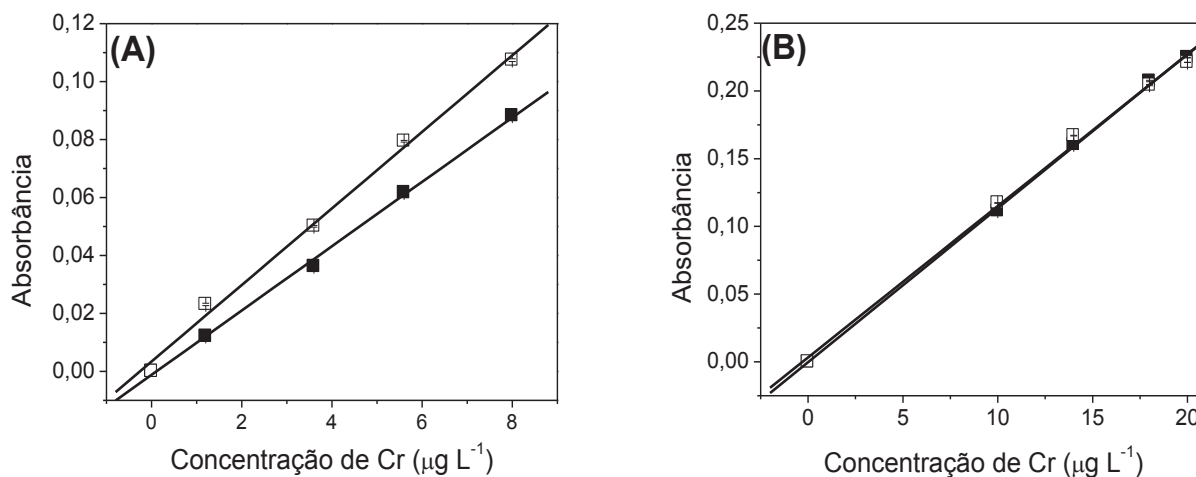 (A)
0,12
0,10
0,08
0,06
0,04
0,02
0,00
Absorbância
0 2 4 6 8
Concentração de Cr (μg L-1)
(B)
0,25
0,20
0,15
0,10
0,05
0,00
Absorbância
0 5 10 15 20
Concentração de Cr (μg L-1)